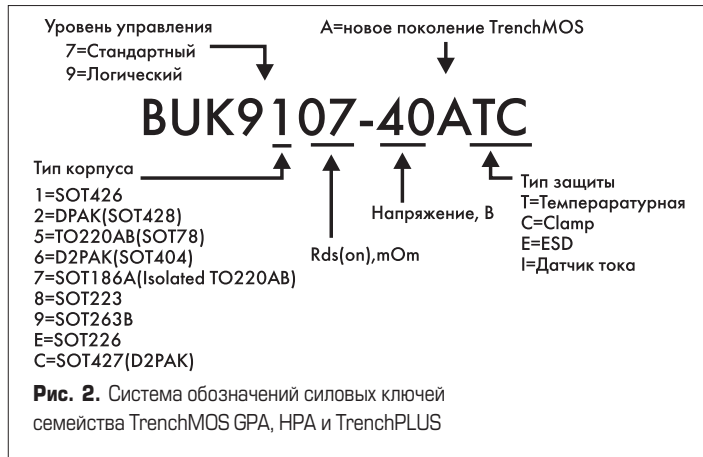 Уровень управления
7=Стандартный
9=Логический
A=новое поколение TrenchMOS
BUK9107-40ATC
Тип корпуса
1=SOT426
2=DPAK(SOT428)
5=TO220AB(SOT78)
6=D2PAK(SOT404)
7=SOT186A(Isolated TO220AB)
8=SOT223
9=SOT263B
E=SOT226
C=SOT427(D2PAK)
Rds(on),mOm
Напряжение, В
Тип защиты
T=Темпераратурная
C=Clamp
E=ESD
I=Датчик тока
Рис. 2. Система обозначений силовых ключей
семейства TrenchMOS GPA, HPA и TrenchPLUS